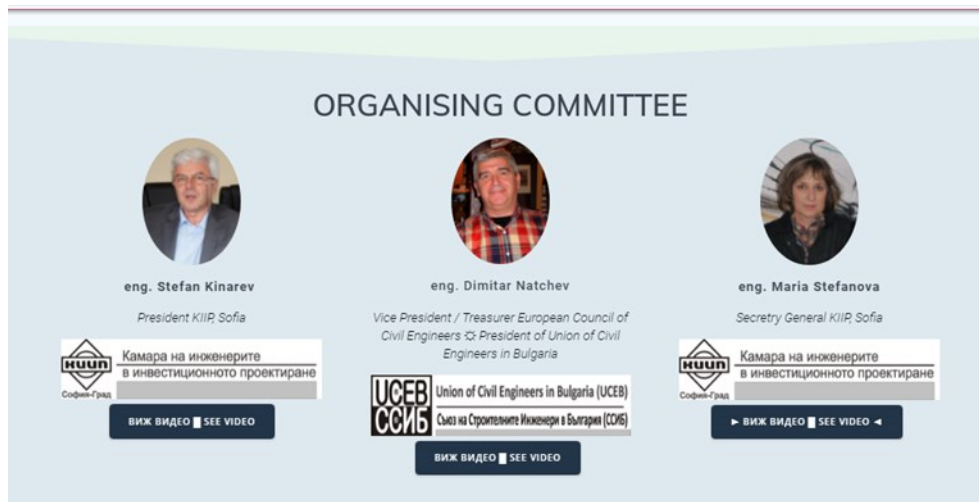 ORGANISING COMMITTEE
eng. Stefan Kinarev
President KIIP, Sofia
КИИП
София-Град
Камара на инженерите
в инвестиционното проектиране
ВИЖ ВИДЕО █ SEE VIDEO
eng. Dimitar Natchev
Vice President / Treasurer European Council of
Civil Engineers 🌣 President of Union of Civil
Engineers in Bulgaria
UCEB
ССИБ
Union of Civil Engineers in Bulgaria (UCEB)
Съюз на Строителните Инженери в България (ССИБ)
ВИЖ ВИДЕО █ SEE VIDEO
eng. Maria Stefanova
Secretry General KIIP, Sofia
КИИП
София-Град
Камара на инженерите
в инвестиционното проектиране
► ВИЖ ВИДЕО █ SEE VIDEO ◄